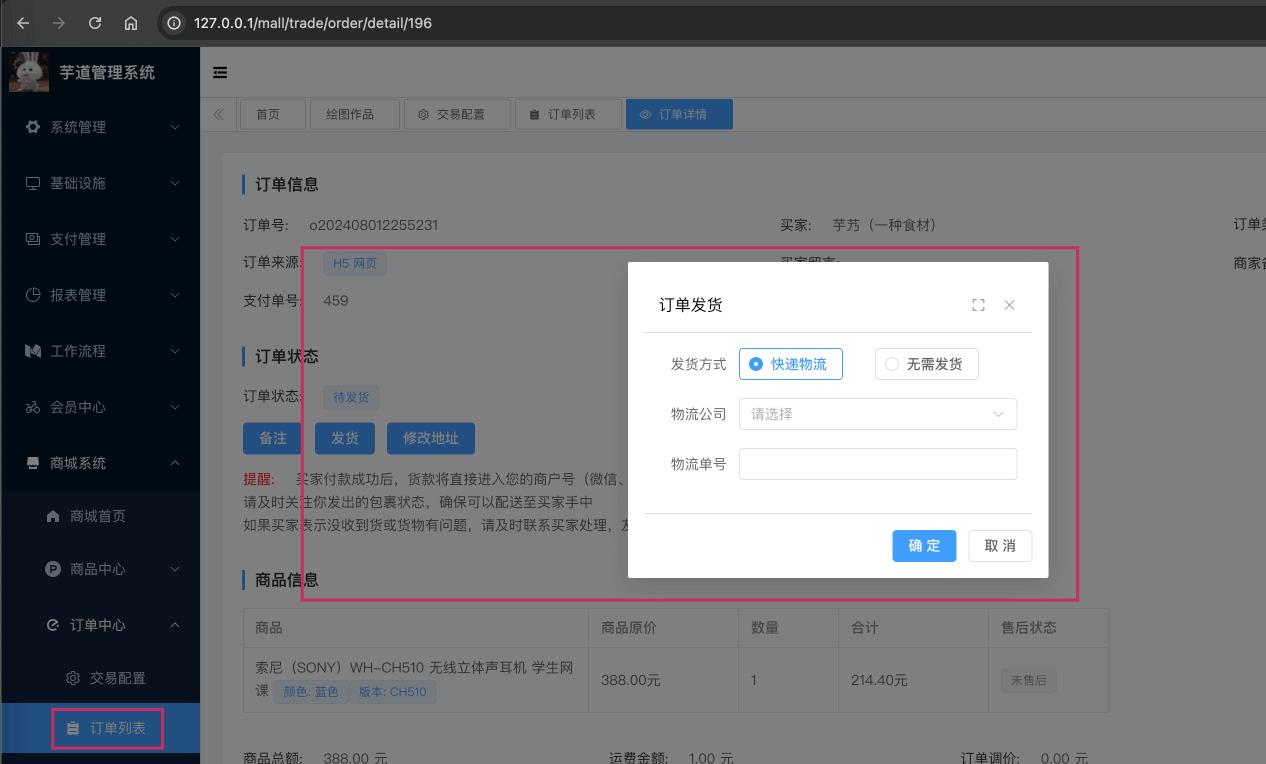 127.0.0.1/mall/trade/order/detail/196
芋道管理系统
系统管理
基础设施
支付管理
报表管理
工作流程
会员中心
商城系统
商城首页
商品中心
订单中心
交易配置
订单列表
首页
绘图作品
交易配置
订单列表
订单详情
订单信息
订单号: o202408012255231
买家: 芋艿（一种食材）
订单来源: H5 网页
买家留言:
商家
支付单号: 459
订单状态
订单状态: 待发货
备注 发货 修改地址
提醒: 买家付款成功后，货款将直接进入您的商户号（微信、
请及时关注你发出的包裹状态，确保可以配送至买家手中
如果买家表示没收到货或货物有问题，请及时联系买家处理，
订单发货
发货方式 快递物流 无需发货
物流公司 请选择
物流单号
确 定 取 消
商品信息
商品 商品原价 数量 合计 售后状态
索尼（SONY）WH-CH510 无线立体声耳机 学生网
课 颜色: 蓝色 版本: CH510
388.00元 1 214.40元 未售后
商品总额: 388.00 元 运费金额: 1.00 元 订单调价: 0.00 元